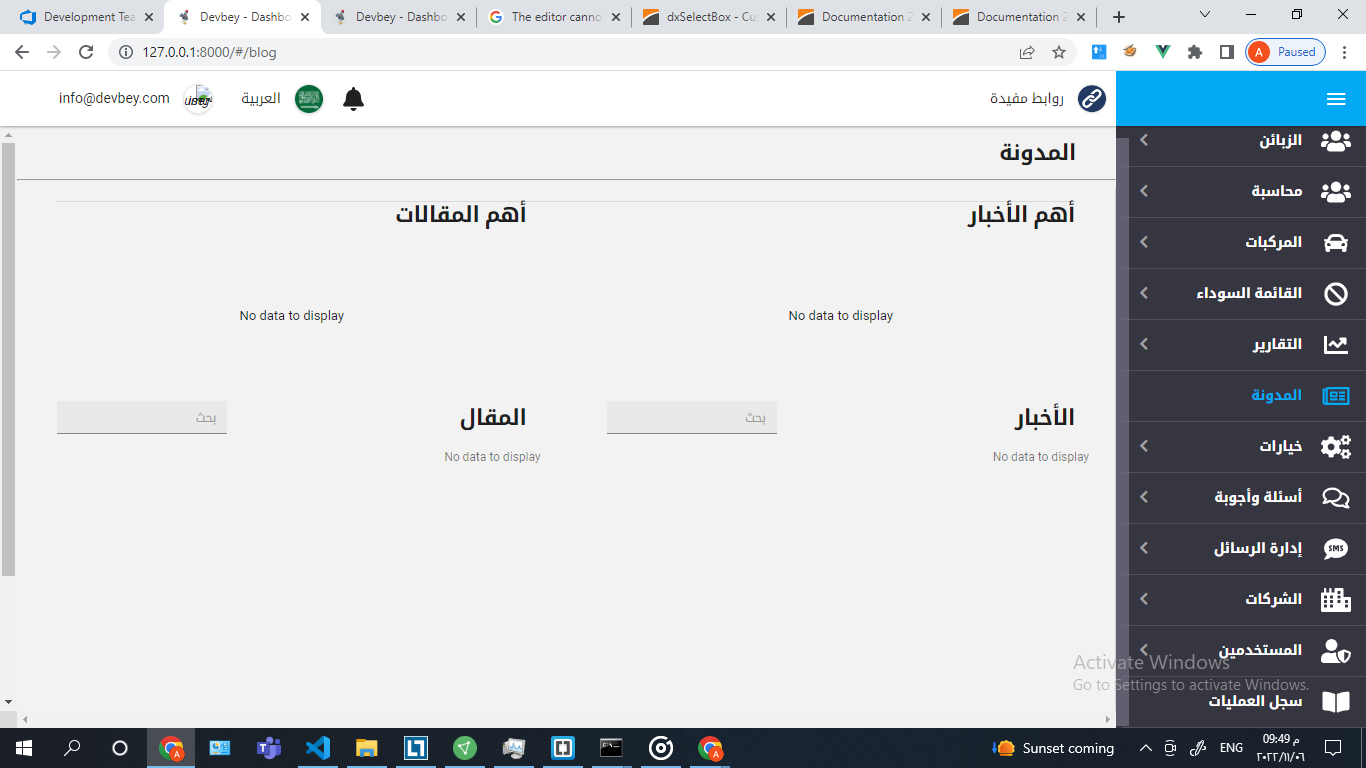 Development Tea
Devbey - Dashbo
Devbey - Dashbo
The editor canno
dxSelectBox - Cu
Documentation 2
Documentation 2
127.0.0.1:8000/#/blog
A Paused
روابط مفيدة
العربية
info@devbey.com
الزبائن
محاسبة
المركبات
القائمة السوداء
التقارير
المدونة
خيارات
أسئلة وأجوبة
SMS إدارة الرسائل
الشركات
المستخدمين
سجل العمليات
المدونة
أهم الأخبار
No data to display
أهم المقالات
No data to display
الأخبار
بحث
No data to display
المقال
بحث
No data to display
Activate Windows
Go to Settings to activate Windows.
Sunset coming
ENG
09:49 م
٢٠٢٢/١١/٠٦